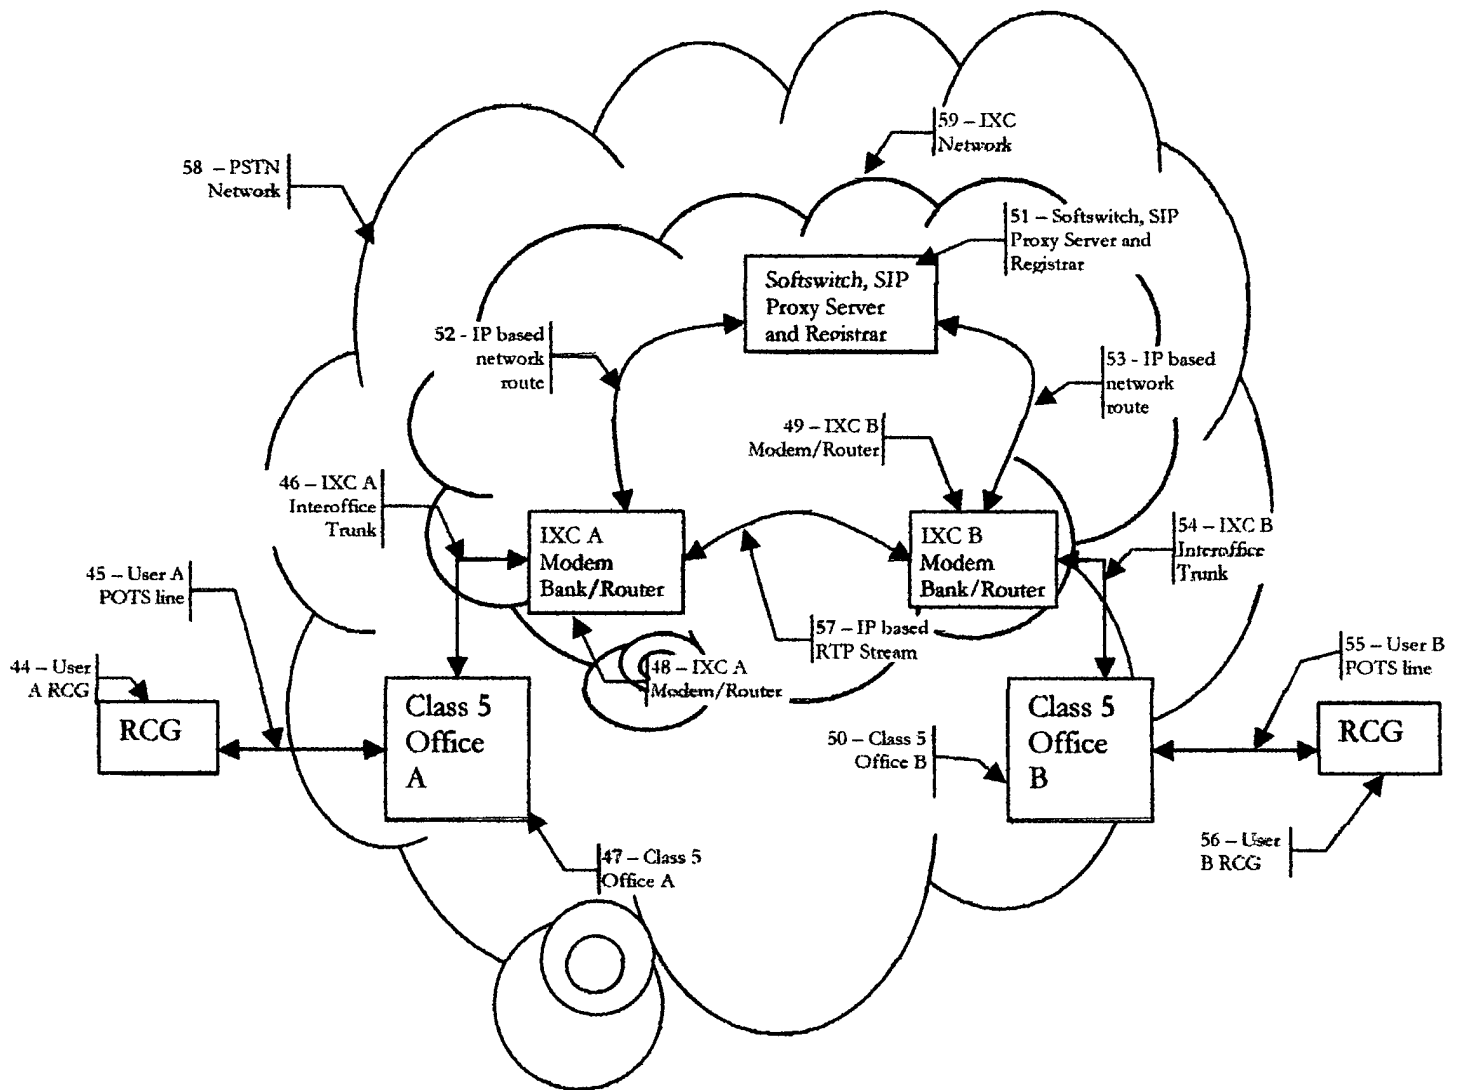 59 – IXC
Network
58 – PSTN
Network
51 – Softswitch, SIP
Proxy Server and
Registrar
Softswitch, SIP
Proxy Server
and Registrar
52 - IP based
network
route
53 - IP based
network
route
49 – IXC B
Modem/Router
46 – IXC A
Interoffice
Trunk
IXC A
Modem
Bank/Router
IXC B
Modem
Bank/Router
54 – IXC B
Interoffice
Trunk
45 – User A
POTS line
57 – IP based
RTP Stream
55 – User B
POTS line
44 – User
A RCG
48 – IXC A
Modem/Router
RCG
Class 5
Office
A
50 – Class 5
Office B
Class 5
Office
B
RCG
56 – User
B RCG
47 – Class 5
Office A